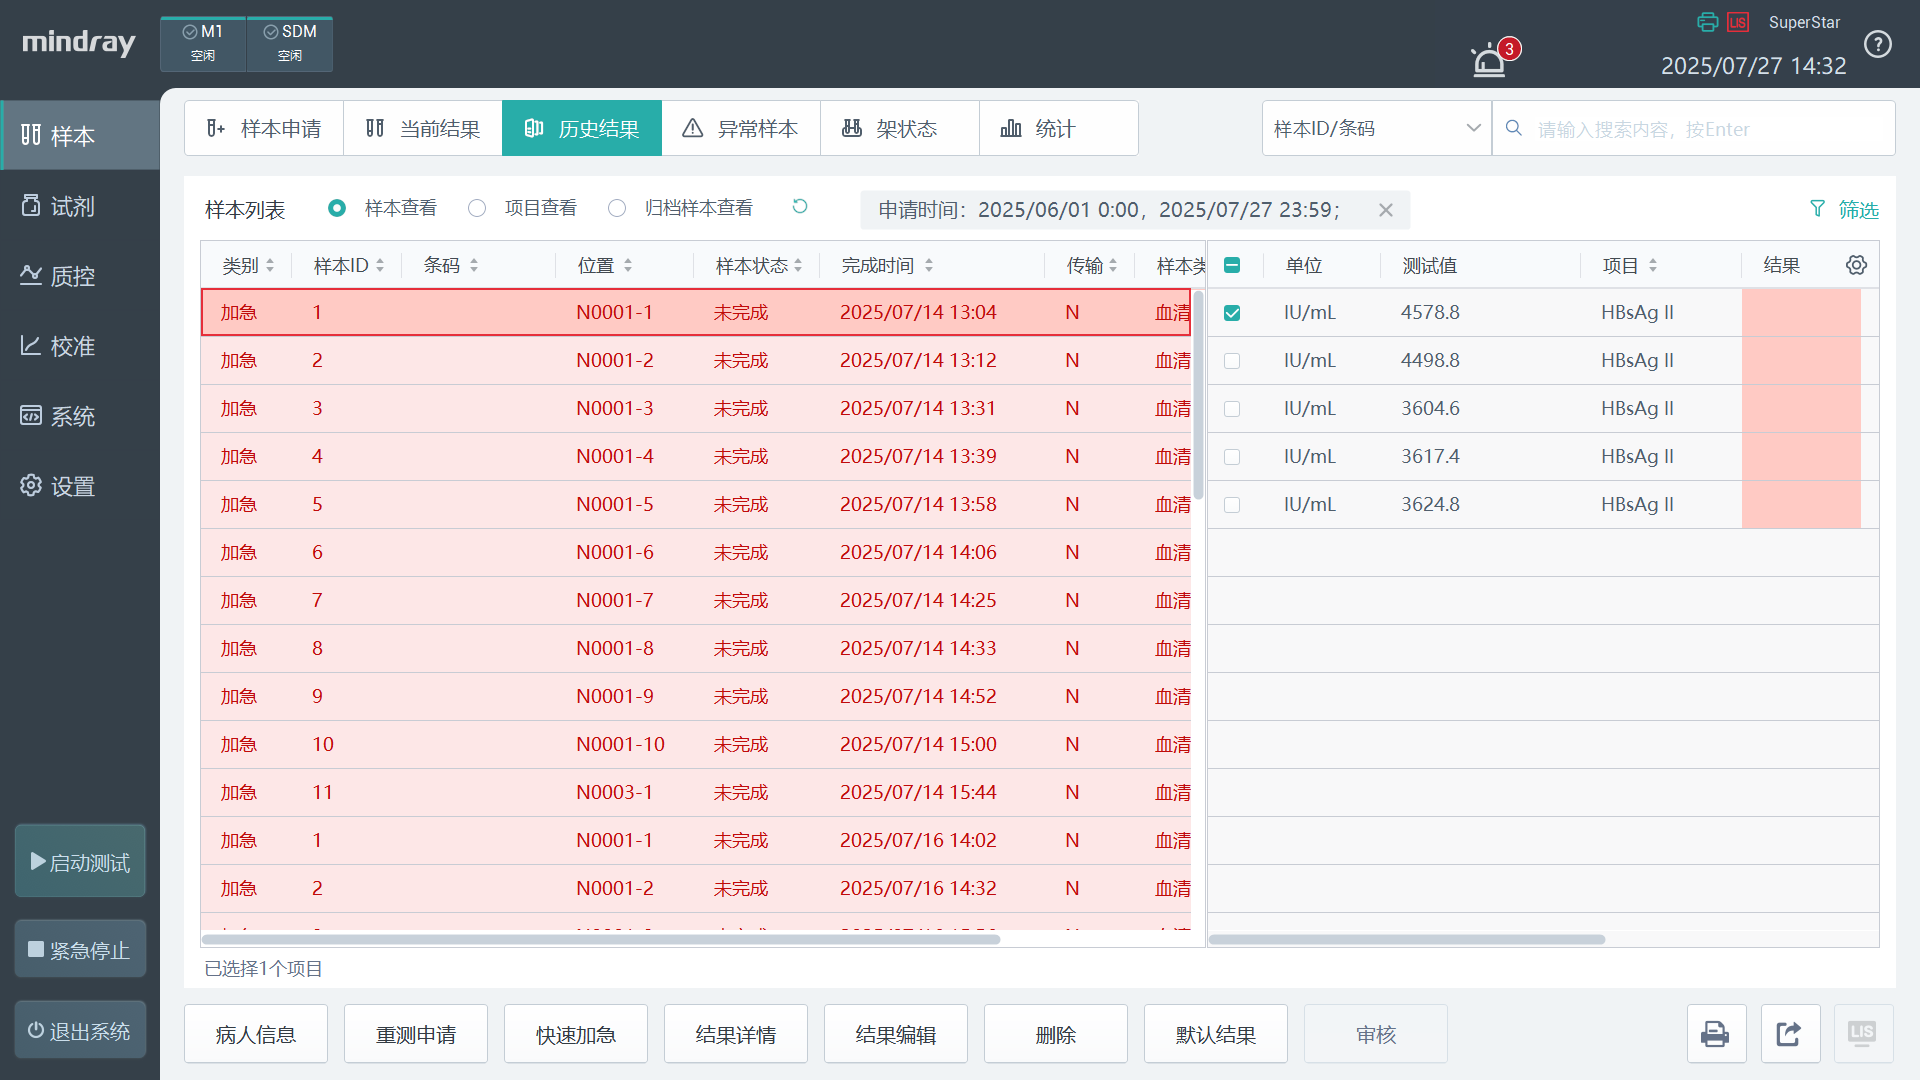 mindray
M1
空闲
SDM
空闲
3
LIS
SuperStar
2025/07/27 14:32
样本
试剂
质控
校准
系统
设置
启动测试
紧急停止
退出系统
样本申请
当前结果
历史结果
异常样本
架状态
统计
样本ID/条码
请输入搜索内容，按Enter
样本列表
样本查看
项目查看
归档样本查看
申请时间：2025/06/01 0:00，2025/07/27 23:59；
筛选
类别 样本ID 条码 位置 样本状态 完成时间 传输 样本类
加急 1 N0001-1 未完成 2025/07/14 13:04 N 血清
加急 2 N0001-2 未完成 2025/07/14 13:12 N 血清
加急 3 N0001-3 未完成 2025/07/14 13:31 N 血清
加急 4 N0001-4 未完成 2025/07/14 13:39 N 血清
加急 5 N0001-5 未完成 2025/07/14 13:58 N 血清
加急 6 N0001-6 未完成 2025/07/14 14:06 N 血清
加急 7 N0001-7 未完成 2025/07/14 14:25 N 血清
加急 8 N0001-8 未完成 2025/07/14 14:33 N 血清
加急 9 N0001-9 未完成 2025/07/14 14:52 N 血清
加急 10 N0001-10 未完成 2025/07/14 15:00 N 血清
加急 11 N0003-1 未完成 2025/07/14 15:44 N 血清
加急 1 N0001-1 未完成 2025/07/16 14:02 N 血清
加急 2 N0001-2 未完成 2025/07/16 14:32 N 血清
单位 测试值 项目 结果
IU/mL 4578.8 HBsAg II
IU/mL 4498.8 HBsAg II
IU/mL 3604.6 HBsAg II
IU/mL 3617.4 HBsAg II
IU/mL 3624.8 HBsAg II
已选择1个项目
病人信息
重测申请
快速加急
结果详情
结果编辑
删除
默认结果
审核
LIS